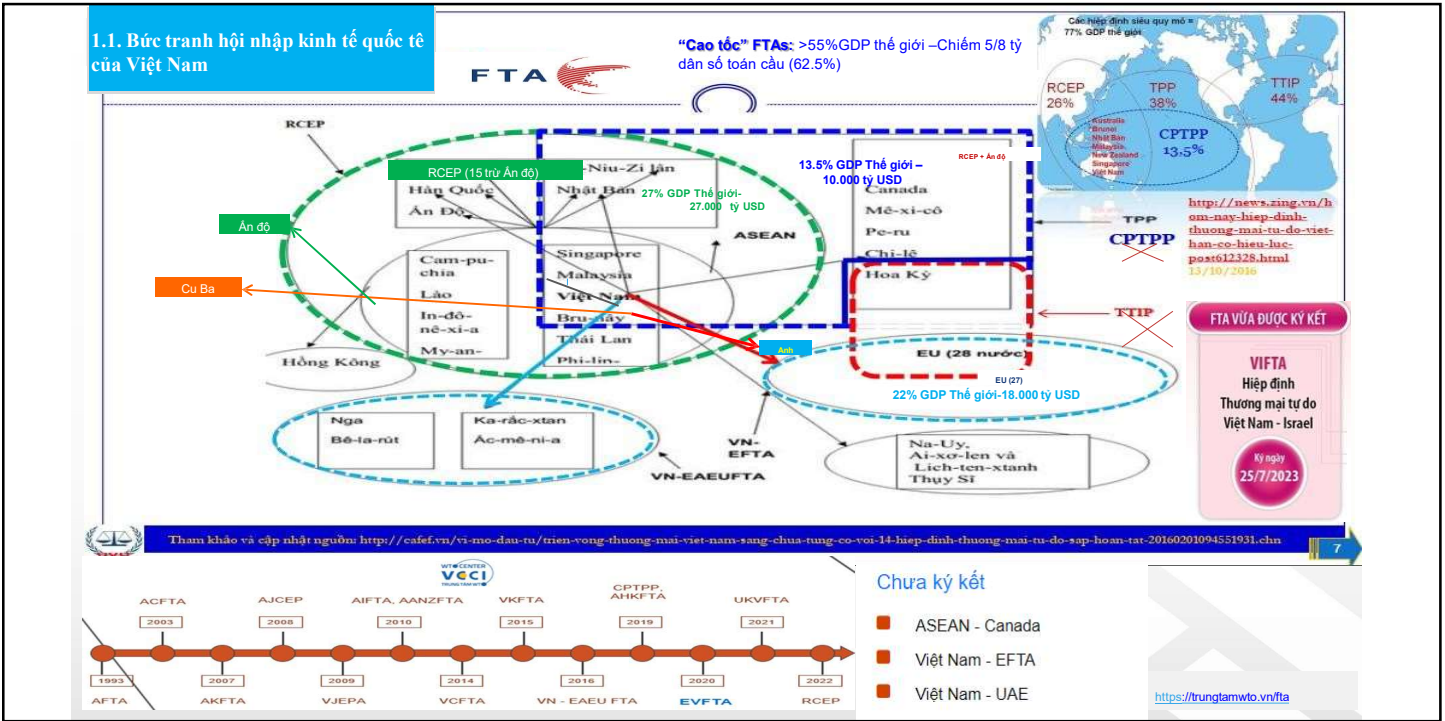 1.1. Bức tranh hội nhập kinh tế quốc tê
của Việt Nam
FTA
“Cao tốc” FTAs: >55%GDP thế giới –Chiếm 5/8 tỷ
dân số toán cầu (62.5%)
Các hiệp định siêu quy mô =
77% GDP thế giới
RCEP
26%
TPP
38%
TTIP
44%
Australia
Brunei
Nhật Bản
Malaysia
New Zealand
Singapore
Việt Nam
CPTPP
13,5%
RCEP
RCEP (15 trừ Ấn độ)
-Niu-Zi lân
Hàn Quốc
Nhật Bản
Ấn Độ
27% GDP Thế giới-
27.000 tỷ USD
13.5% GDP Thế giới –
10.000 tỷ USD
RCEP + Ấn độ
Canada
Mê-xi-cô
Pe-ru
Chi-lê
Hoa Kỳ
TPP
CPTPP
TTIP
http://news.zing.vn/h
om-nay-hiep-dinh-
thuong-mai-tu-do-viet-
han-co-hieu-luc-
post612328.html
13/10/2016
Ấn độ
Cu Ba
ASEAN
Cam-pu-
chia
Lào
In-đô-
nê-xi-a
My-an-
Singapore
Malaysia
Việt Nam
Bru-nây
Thái Lan
Phi-lin-
Hồng Kông
Anh
EU (28 nước)
EU (27)
22% GDP Thế giới-18.000 tỷ USD
Nga
Bê-la-rút
Ka-rắc-xtan
Ác-mê-ni-a
VN-
EFTA
VN-EAEUFTA
Na-Uy,
Ai-xơ-len và
Lich-ten-xtanh
Thụy Sĩ
FTA VỪA ĐƯỢC KÝ KẾT
VIFTA
Hiệp định
Thương mại tự do
Việt Nam - Israel
Ký ngày
25/7/2023
Tham khảo và cập nhật nguồn: http://cafef.vn/vi-mo-dau-tu/trien-vong-thuong-mai-viet-nam-sang-chua-tung-co-voi-14-hiep-dinh-thuong-mai-tu-do-sap-hoan-tat-20160201094551931.chn
7
WTO CENTER
VCCI
TRUNG TÂM WTO
ACFTA
AJCEP
AIFTA, AANZFTA
VKFTA
CPTPP,
AHKFTA
UKVFTA
2003
2008
2010
2015
2019
2021
1993
2007
2009
2014
2016
2020
2022
AFTA
AKFTA
VJEPA
VCFTA
VN - EAEU FTA
EVFTA
RCEP
Chưa ký kết
ASEAN - Canada
Việt Nam - EFTA
Việt Nam - UAE
https://trungtamwto.vn/fta